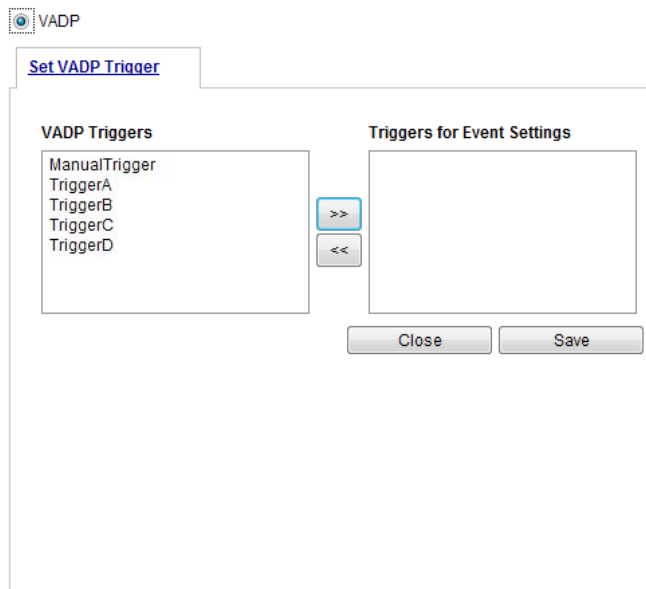 VADP
Set VADP Trigger
VADP Triggers
Triggers for Event Settings
ManualTrigger
TriggerA
TriggerB
TriggerC
TriggerD
>>
<<
Close
Save